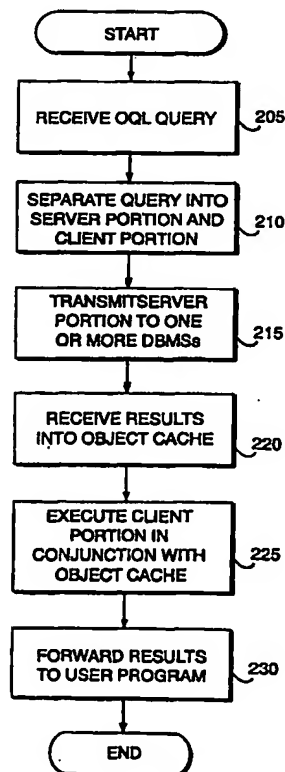 START
RECEIVE OQL QUERY
205
SEPARATE QUERY INTO
SERVER PORTION AND
CLIENT PORTION
210
TRANSMITSERVER
PORTION TO ONE
OR MORE DBMSs
215
RECEIVE RESULTS
INTO OBJECT CACHE
220
EXECUTE CLIENT
PORTION IN
CONJUNCTION WITH
OBJECT CACHE
225
FORWARD RESULTS
TO USER PROGRAM
230
END